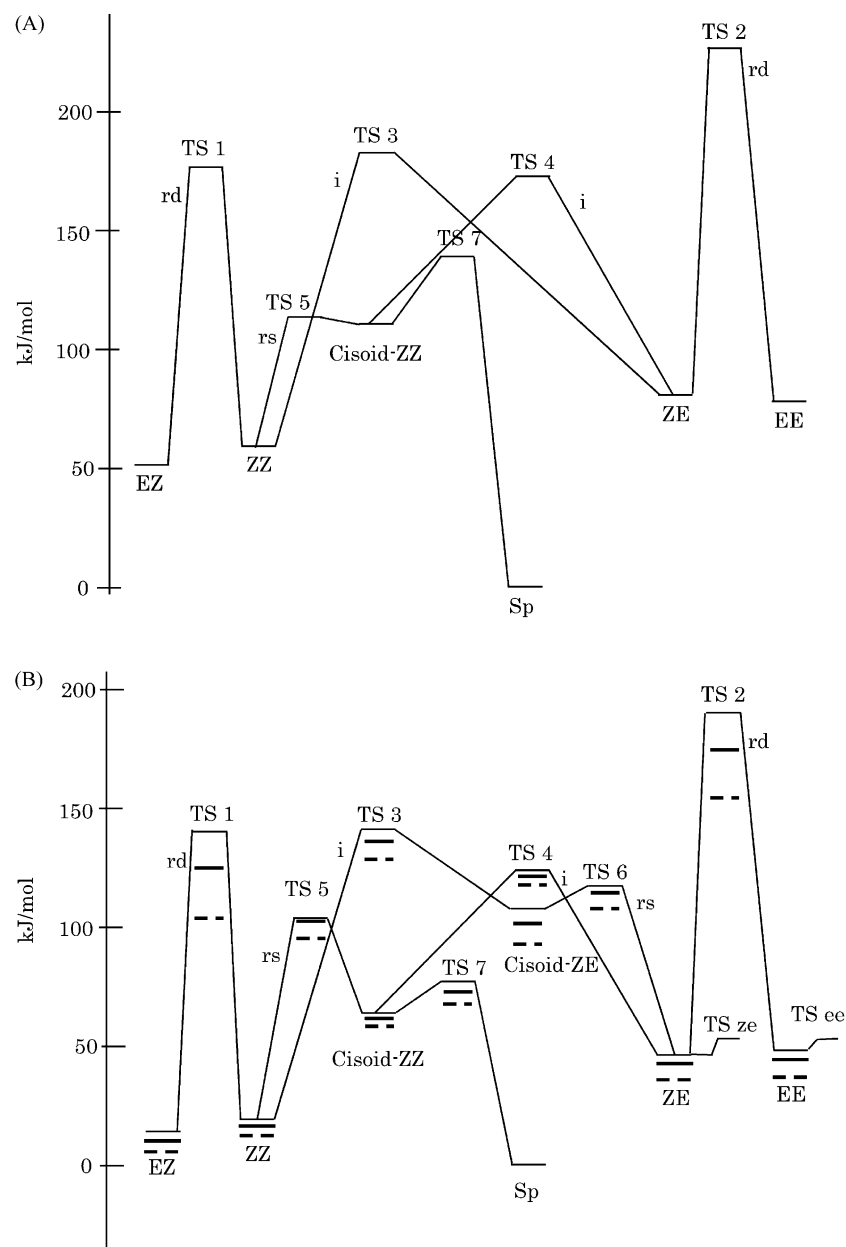 (A)
TS 2
rd
200
TS 3
TS 1
TS 4
i
rd
i
150
TS 7
TS 5
kJ/mol
rs
Cisoid-ZZ
100
ZE
EE
ZZ
50
EZ
0
Sp
(B)
200
TS 2
rd
150
TS 1
TS 3
i
rd
TS 4
i
TS 6
TS 5
rs
kJ/mol
100
rs
Cisoid-ZE
TS 7
TS ze
TS ee
50
Cisoid-ZZ
ZE
EE
ZZ
EZ
0
Sp